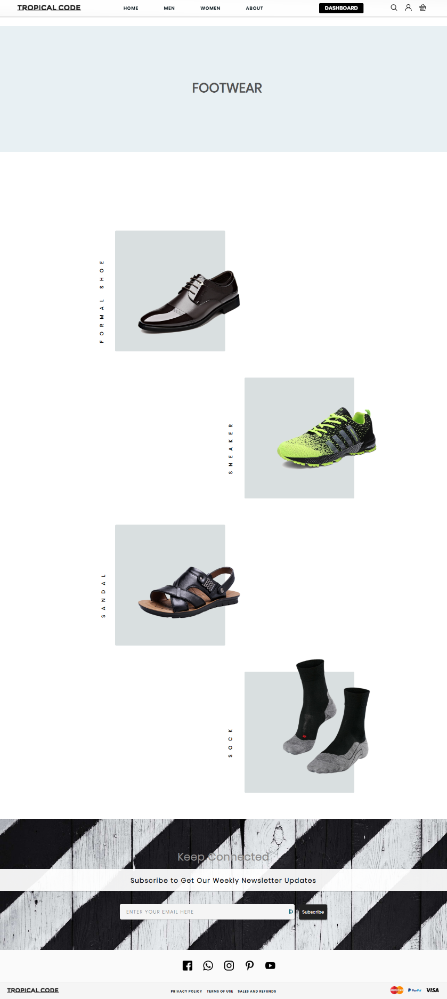 TROPICAL CODE
HOME MEN WOMEN ABOUT
DASHBOARD
FOOTWEAR
FORMAL SHOE
SNEAKER
SANDAL
SOCK
Keep Connected
Subscribe to Get Our Weekly Newsletter Updates
ENTER YOUR EMAIL HERE
Subscribe
TROPICAL CODE
PRIVACY POLICY TERMS OF USE SALES AND REFUNDS
MasterCard PayPal VISA